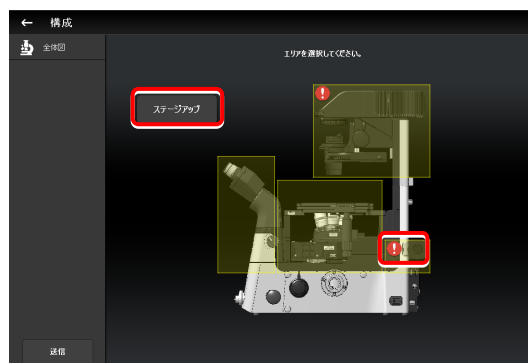 ← 構成
全体図
エリアを選択してください。
ステージアップ
送信